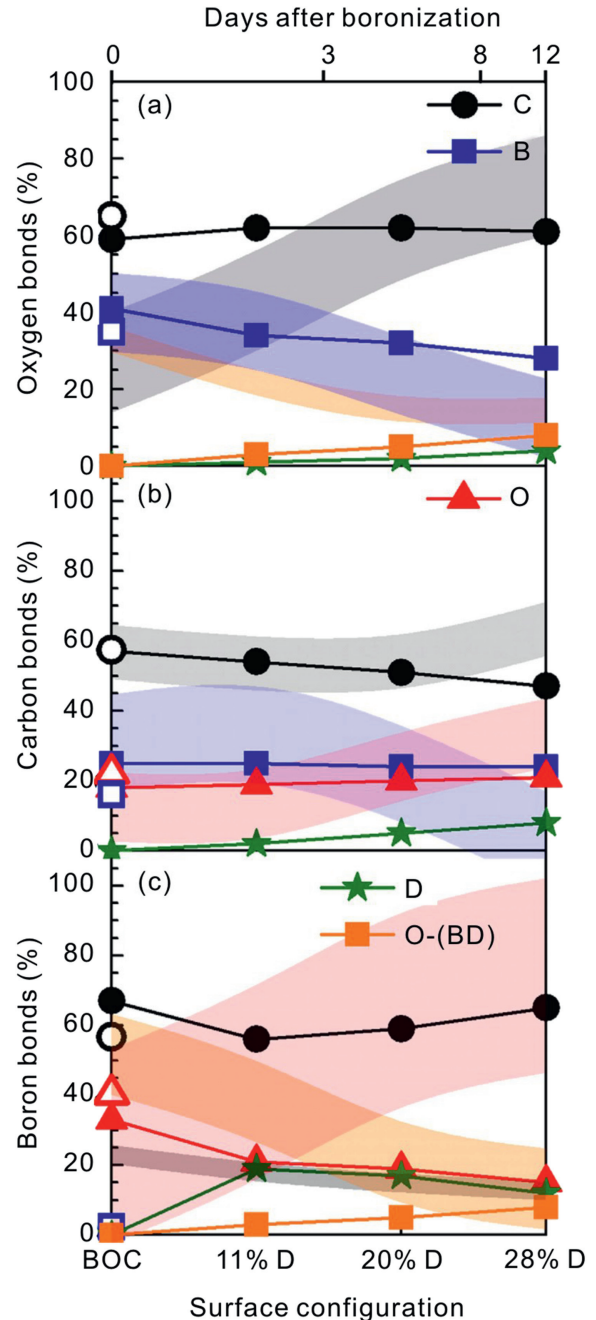 Days after boronization
0 3 8 12
(a) C
B
100
80
60
40
20
0
Oxygen bonds (%)
(b) O
100
80
60
40
20
0
Carbon bonds (%)
(c) D
O-(BD)
100
80
60
40
20
0
Boron bonds (%)
BOC 11% D 20% D 28% D
Surface configuration